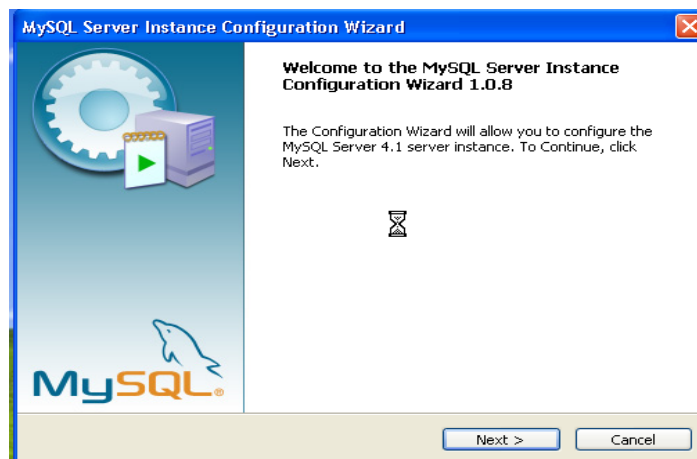 MySQL Server Instance Configuration Wizard
Welcome to the MySQL Server Instance
Configuration Wizard 1.0.8
The Configuration Wizard will allow you to configure the
MySQL Server 4.1 server instance. To Continue, click
Next.
MySQL®
Next >
Cancel